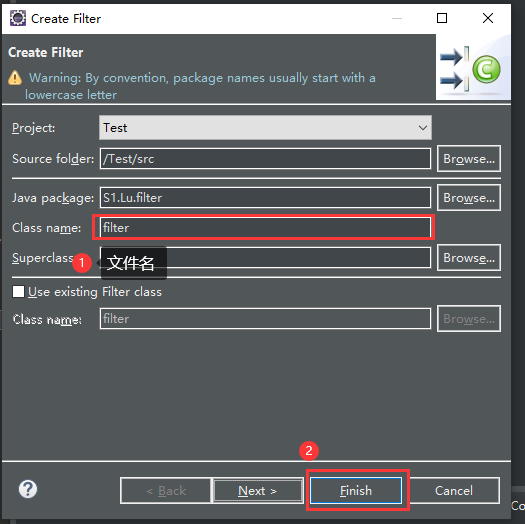 Create Filter
Create Filter
Warning: By convention, package names usually start with a
lowercase letter
C
Project: Test
Source folder: /Test/src Browse...
Java package: S1.Lu.filter Browse...
Class name: filter
Superclass: Browse...
1 文件名
Use existing Filter class
Class name: filter Browse...
2
? < Back Next > Finish Cancel
Co